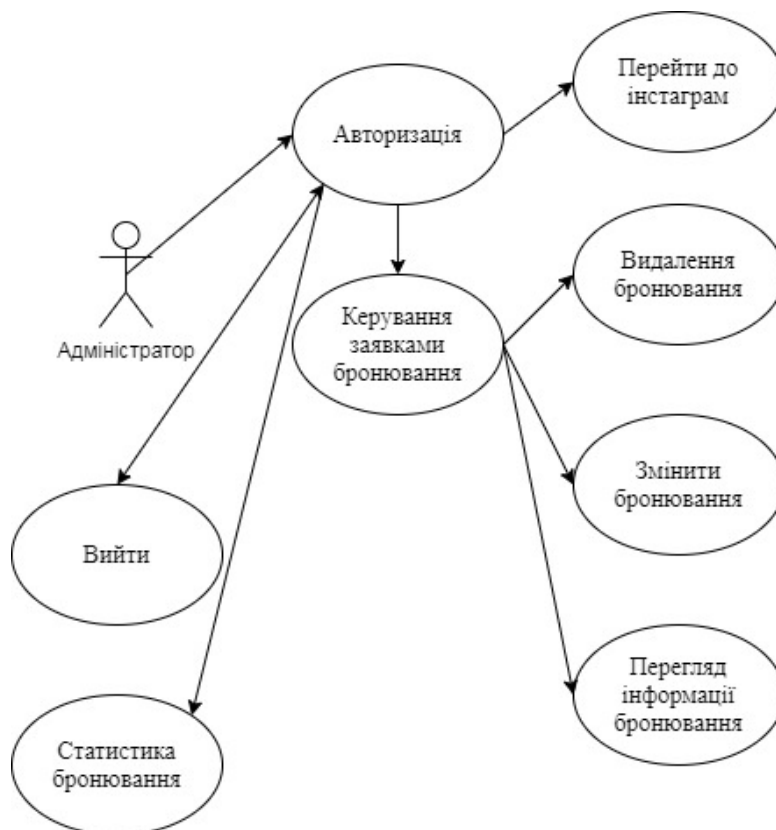 Перейти до
інстаграм
Авторизація
Видалення
бронювання
Керування
заявками
бронювання
Адміністратор
Змінити
бронювання
Вийти
Перегляд
інформації
бронювання
Статистика
бронювання